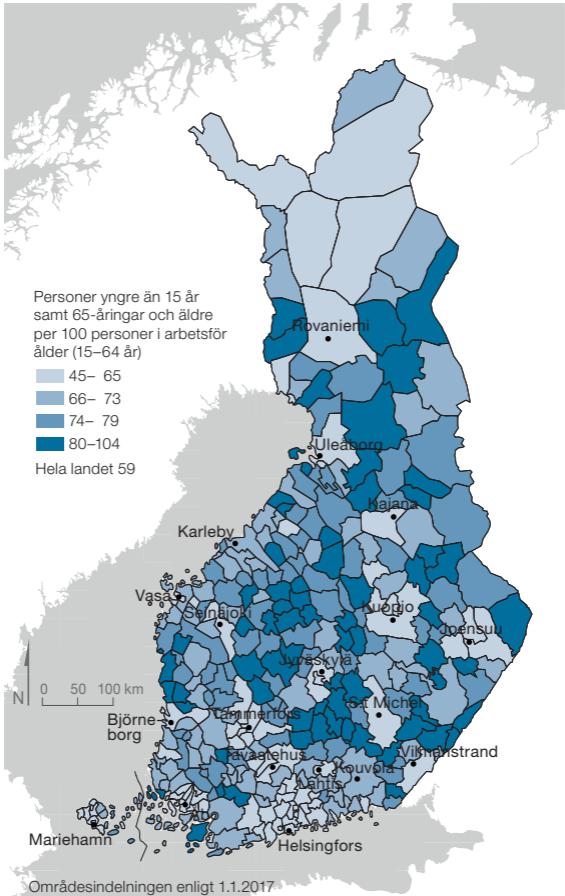 Personer yngre än 15 år
samt 65-åringar och äldre
per 100 personer i arbetsför
ålder (15–64 år)
45– 65
66– 73
74– 79
80–104
Hela landet 59
Rovaniemi
Uleåborg
Kajana
Karleby
Vasa
Seinäjoki
Kuopio
Joensuu
Jyväskylä
N
0 50 100 km
S:t Michel
Björne-
borg
Tammerfors
Tavastehus
Lahtis
Kouvola
Vilmanstrand
Åbo
Mariehamn
Helsingfors
Områdesindelningen enligt 1.1.2017